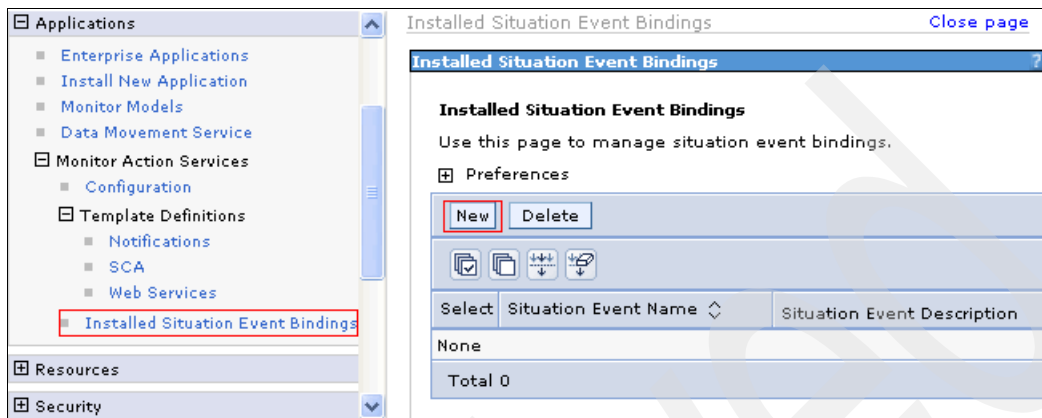 Applications
Enterprise Applications
Install New Application
Monitor Models
Data Movement Service
Monitor Action Services
Configuration
Template Definitions
Notifications
SCA
Web Services
Installed Situation Event Bindings
Resources
Security
Installed Situation Event Bindings Close page
Installed Situation Event Bindings ?
Installed Situation Event Bindings
Use this page to manage situation event bindings.
Preferences
New Delete
Select Situation Event Name Situation Event Description
None
Total 0